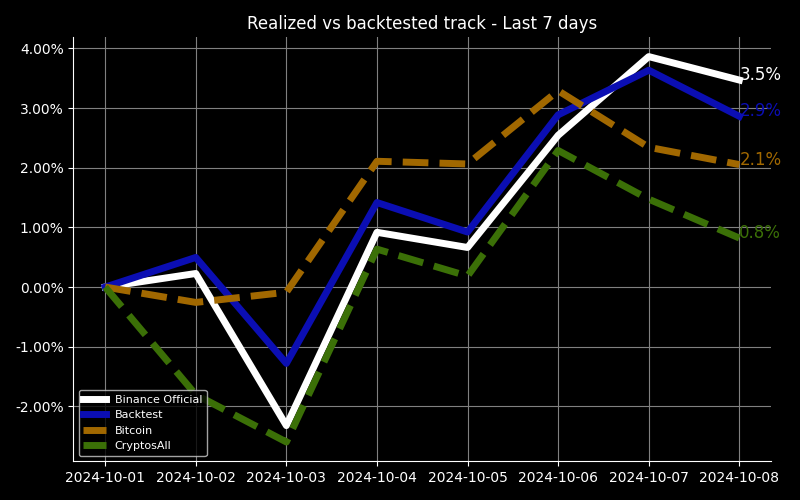 Realized vs backtested track - Last 7 days
4.00%
3.00%
2.00%
1.00%
0.00%
-1.00%
-2.00%
3.5%
2.9%
2.1%
0.8%
Binance Official
Backtest
Bitcoin
CryptosAll
2024-10-01 2024-10-02 2024-10-03 2024-10-04 2024-10-05 2024-10-06 2024-10-07 2024-10-08